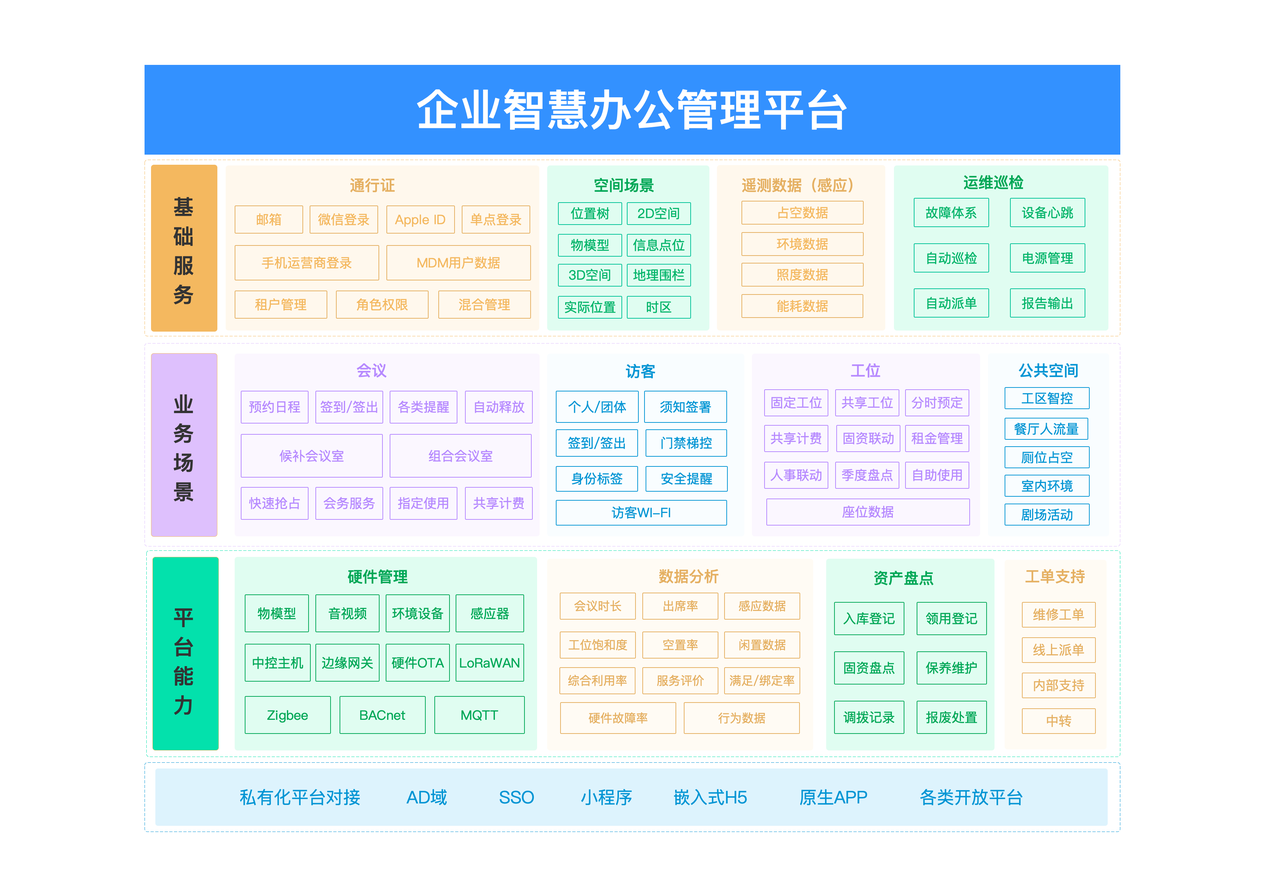 企业智慧办公管理平台
基础服务
通行证
邮箱 微信登录 Apple ID 单点登录
手机运营商登录 MDM用户数据
租户管理 角色权限 混合管理
空间场景
位置树 2D空间
物模型 信息点位
3D空间 地理围栏
实际位置 时区
遥测数据（感应）
占空数据
环境数据
照度数据
能耗数据
运维巡检
故障体系 设备心跳
自动巡检 电源管理
自动派单 报告输出
业务场景
会议
预约日程 签到/签出 各类提醒 自动释放
候补会议室 组合会议室
快速抢占 会务服务 指定使用 共享计费
访客
个人/团体 须知签署
签到/签出 门禁梯控
身份标签 安全提醒
访客WI-FI
工位
固定工位 共享工位 分时预定
共享计费 固资联动 租金管理
人事联动 季度盘点 自助使用
座位数据
公共空间
工区智控
餐厅人流量
厕位占空
室内环境
剧场活动
平台能力
硬件管理
物模型 音视频 环境设备 感应器
中控主机 边缘网关 硬件OTA LoRaWAN
Zigbee BACnet MQTT
数据分析
会议时长 出席率 感应数据
工位饱和度 空置率 闲置数据
综合利用率 服务评价 满足/绑定率
硬件故障率 行为数据
资产盘点
入库登记 领用登记
固资盘点 保养维护
调拨记录 报废处置
工单支持
维修工单
线上派单
内部支持
中转
私有化平台对接 AD域 SSO 小程序 嵌入式H5 原生APP 各类开放平台